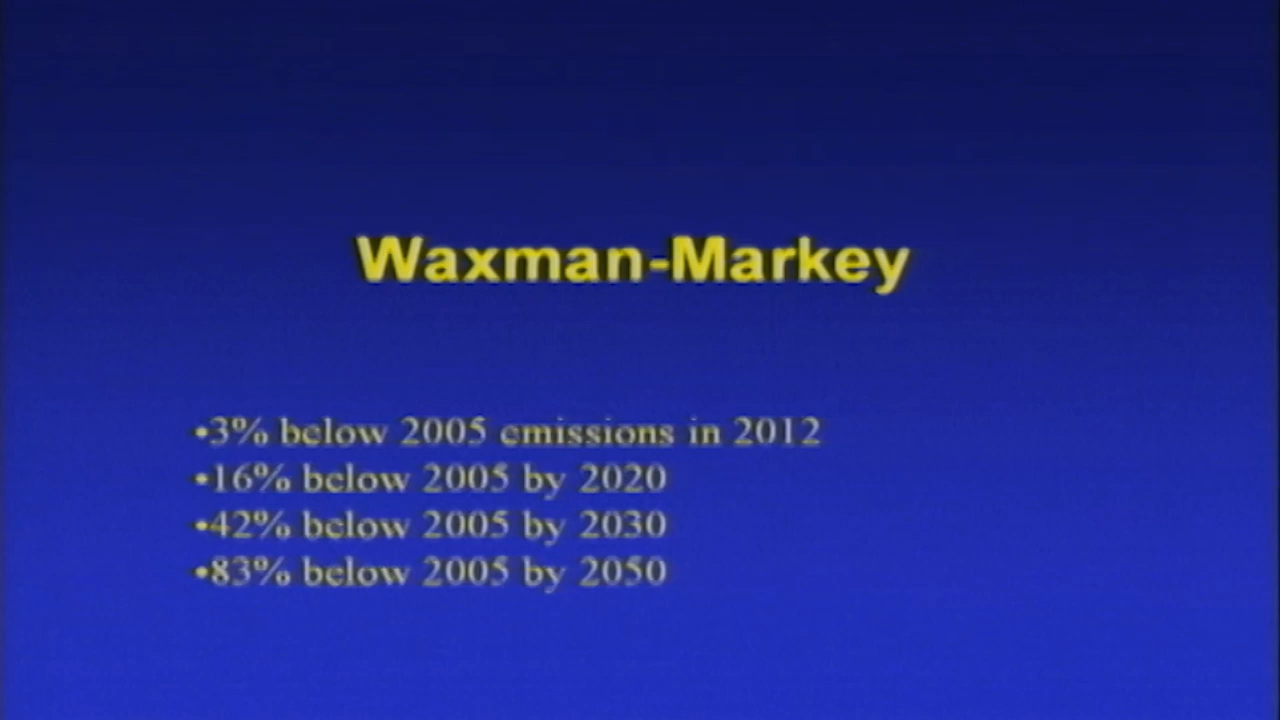 Waxman-Markey
•3% below 2005 emissions in 2012
•16% below 2005 by 2020
•42% below 2005 by 2030
•83% below 2005 by 2050